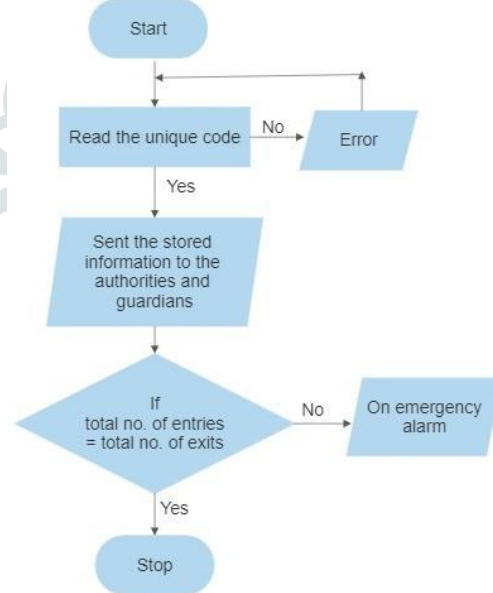 Start
Read the unique code
No
Error
Yes
Sent the stored
information to the
authorities and
guardians
If
total no. of entries
= total no. of exits
No
On emergency
alarm
Yes
Stop